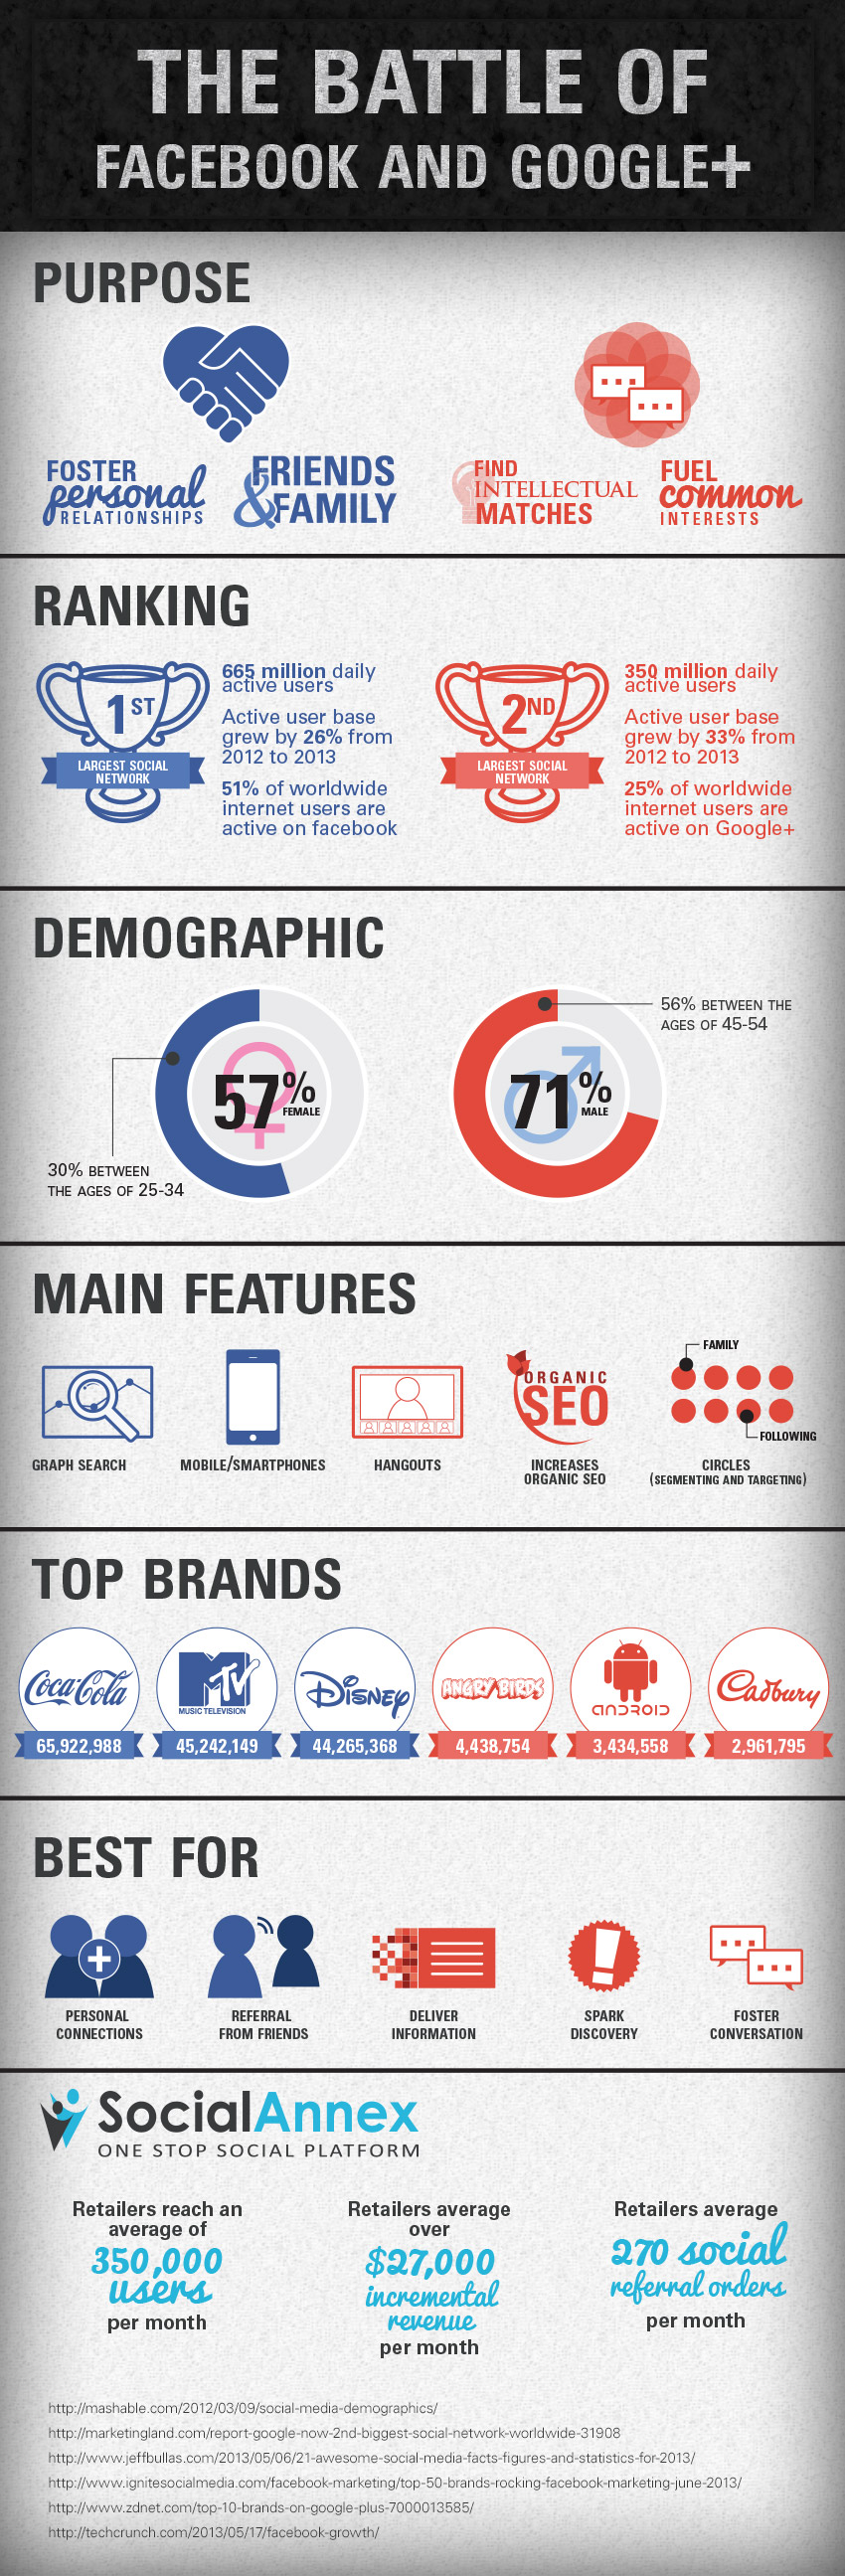 THE BATTLE OF
FACEBOOK AND GOOGLE+
PURPOSE
FOSTER
personal
RELATIONSHIPS
FRIENDS
&FAMILY
FIND
INTELLECTUAL
MATCHES
FUEL
common
INTERESTS
RANKING
1ST
LARGEST SOCIAL
NETWORK
665 million daily
active users
Active user base
grew by 26% from
2012 to 2013
51% of worldwide
internet users are
active on facebook
2ND
LARGEST SOCIAL
NETWORK
350 million daily
active users
Active user base
grew by 33% from
2012 to 2013
25% of worldwide
internet users are
active on Google+
DEMOGRAPHIC
57%
FEMALE
30% BETWEEN
THE AGES OF 25-34
71%
MALE
56% BETWEEN THE
AGES OF 45-54
MAIN FEATURES
GRAPH SEARCH
MOBILE/SMARTPHONES
HANGOUTS
ORGANIC
SEO
INCREASES
ORGANIC SEO
FAMILY
FOLLOWING
CIRCLES
(SEGMENTING AND TARGETING)
TOP BRANDS
Coca-Cola
65,922,988
MTV
MUSIC TELEVISION
45,242,149
Disney
44,265,368
ANGRY BIRDS
4,438,754
ANDROID
3,434,558
Cadbury
2,961,795
BEST FOR
PERSONAL
CONNECTIONS
REFERRAL
FROM FRIENDS
DELIVER
INFORMATION
SPARK
DISCOVERY
FOSTER
CONVERSATION
SocialAnnex
ONE STOP SOCIAL PLATFORM
Retailers reach an
average of
350,000
users
per month
Retailers average
over
$27,000
incremental
revenue
per month
Retailers average
270 social
referral orders
per month
http://mashable.com/2012/03/09/social-media-demographics/
http://marketingland.com/report-google-now-2nd-biggest-social-network-worldwide-31908
http://www.jeffbullas.com/2013/05/06/21-awesome-social-media-facts-figures-and-statistics-for-2013/
http://www.ignitesocialmedia.com/facebook-marketing/top-50-brands-rocking-facebook-marketing-june-2013/
http://www.zdnet.com/top-10-brands-on-google-plus-7000013585/
http://techcrunch.com/2013/05/17/facebook-growth/